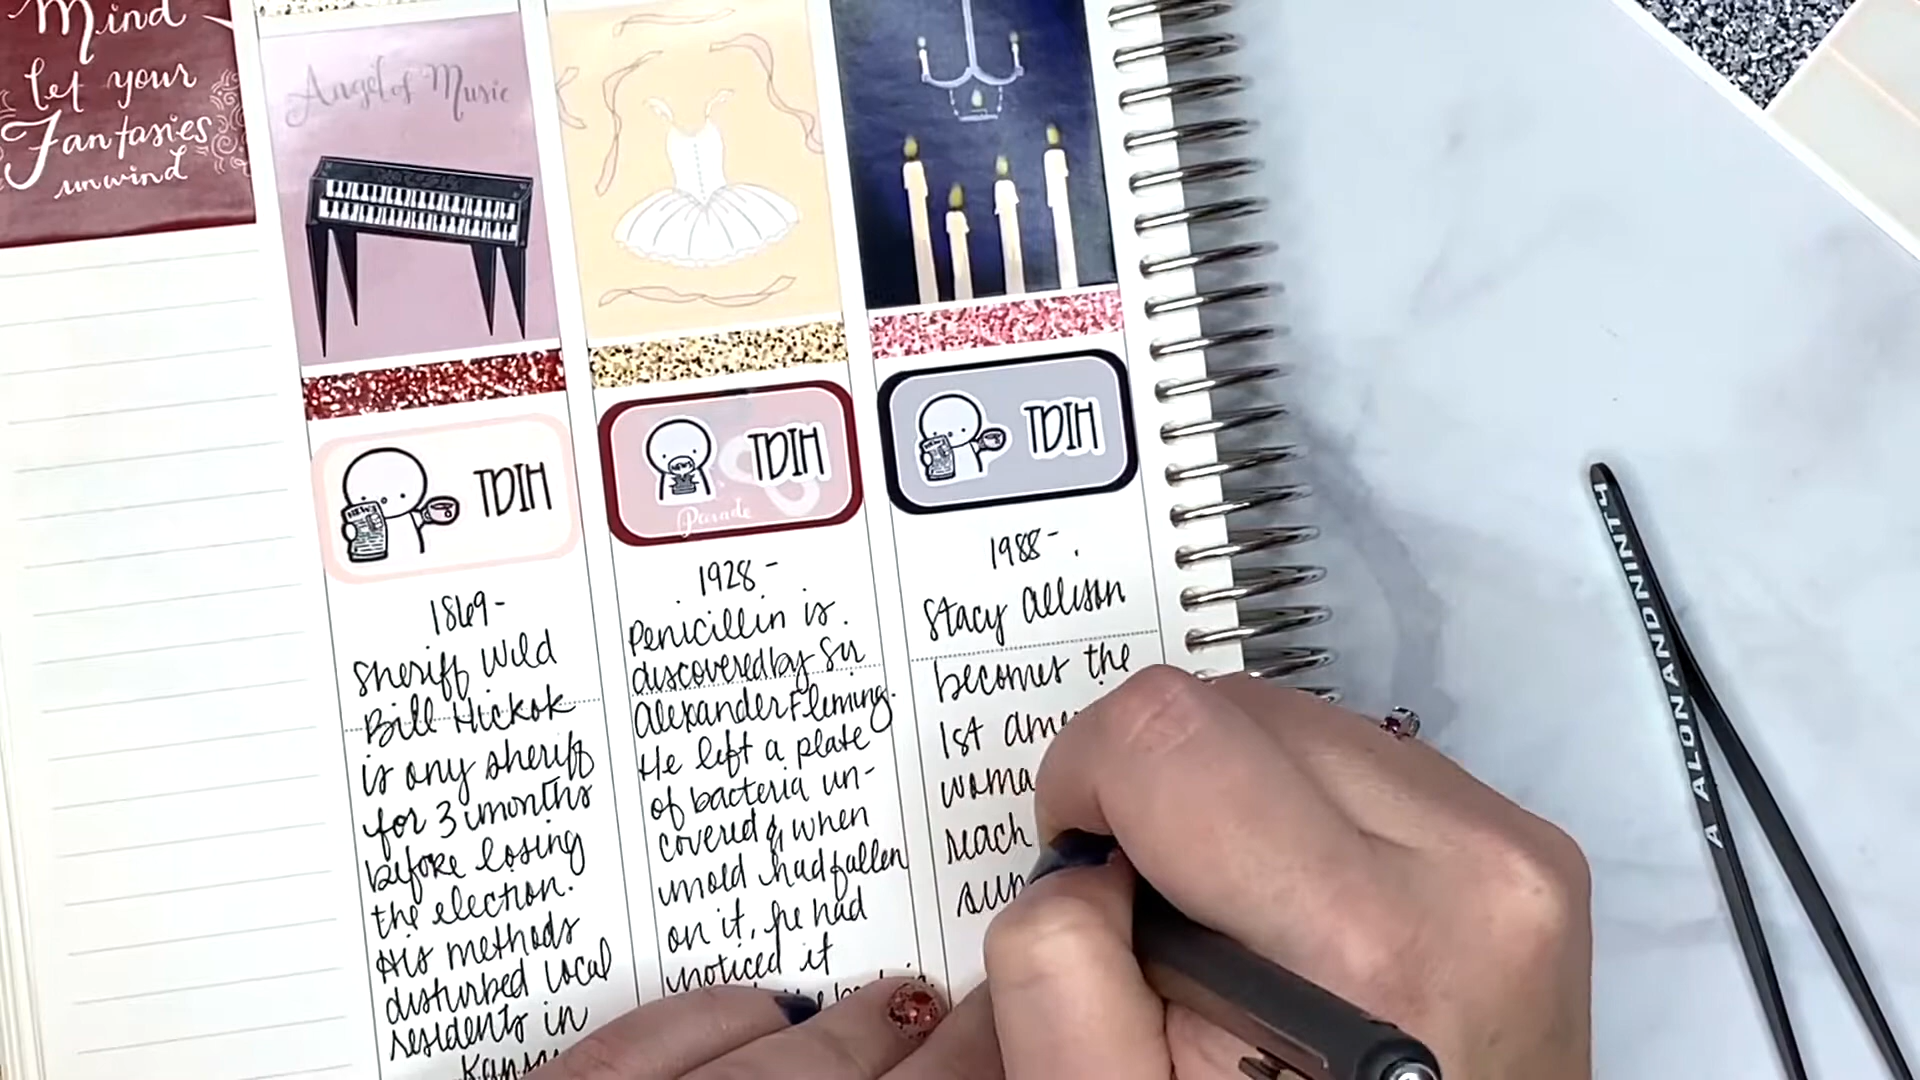 Mind
let your
Fantasies
unwind
Angel of Music
TDIH
NEWS
1869-
Sheriff Wild
Bill Hickok
is ony sheriff
for 3 months
before losing
the election.
His methods
disturbed local
residents in
TDIH
NEWS
Parade
1928-
Penicillin is
discovered by Sir
Alexander Fleming.
He left a plate
of bacteria un-
covered & when
mold had fallen
on it, he had
noticed it
TDIH
NEWS
1988-
Stacy Allison
becomes the
1st
reach
A ALDNANDNINTH